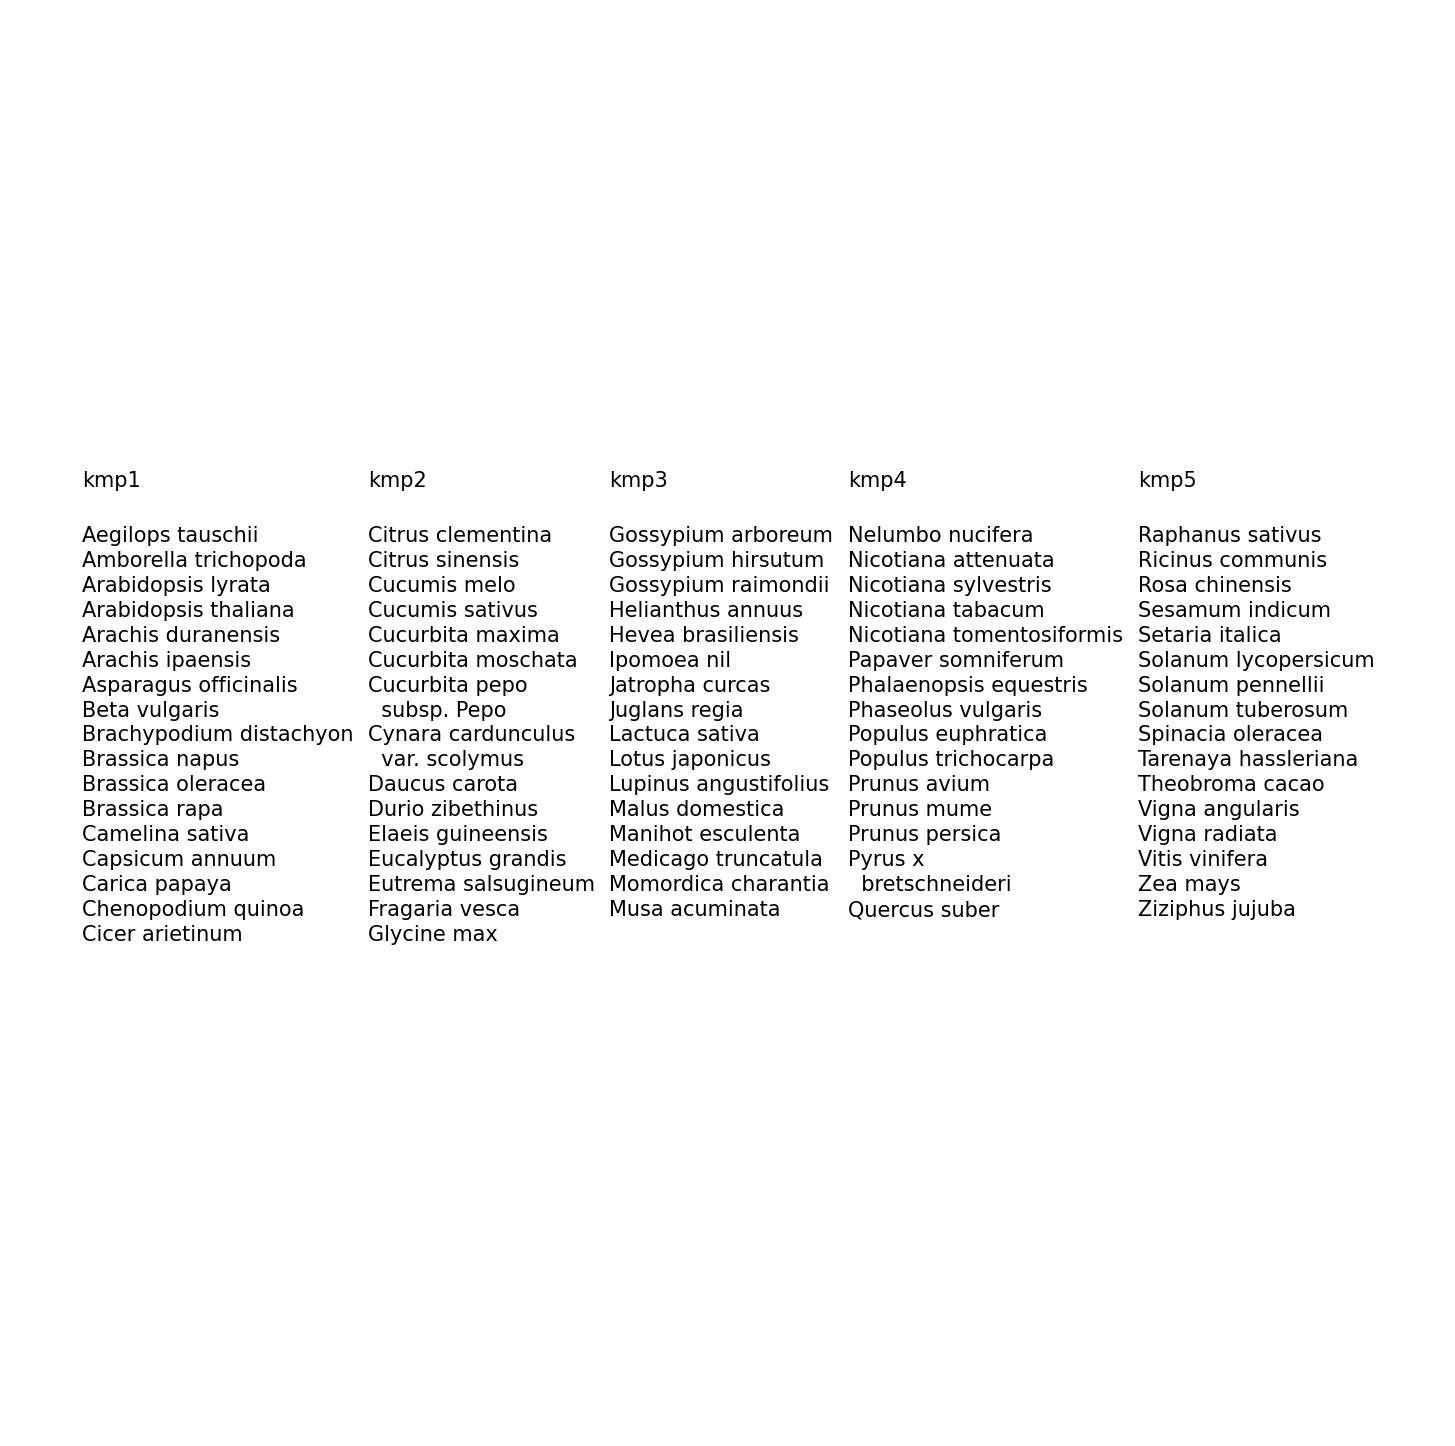 kmp1
Aegilops tauschii
Amborella trichopoda
Arabidopsis lyrata
Arabidopsis thaliana
Arachis duranensis
Arachis ipaensis
Asparagus officinalis
Beta vulgaris
Brachypodium distachyon
Brassica napus
Brassica oleracea
Brassica rapa
Camelina sativa
Capsicum annuum
Carica papaya
Chenopodium quinoa
Cicer arietinum
kmp2
Citrus clementina
Citrus sinensis
Cucumis melo
Cucumis sativus
Cucurbita maxima
Cucurbita moschata
Cucurbita pepo
subsp. Pepo
Cynara cardunculus
var. scolymus
Daucus carota
Durio zibethinus
Elaeis guineensis
Eucalyptus grandis
Eutrema salsugineum
Fragaria vesca
Glycine max
kmp3
Gossypium arboreum
Gossypium hirsutum
Gossypium raimondii
Helianthus annuus
Hevea brasiliensis
Ipomoea nil
Jatropha curcas
Juglans regia
Lactuca sativa
Lotus japonicus
Lupinus angustifolius
Malus domestica
Manihot esculenta
Medicago truncatula
Momordica charantia
Musa acuminata
kmp4
Nelumbo nucifera
Nicotiana attenuata
Nicotiana sylvestris
Nicotiana tabacum
Nicotiana tomentosiformis
Papaver somniferum
Phalaenopsis equestris
Phaseolus vulgaris
Populus euphratica
Populus trichocarpa
Prunus avium
Prunus mume
Prunus persica
Pyrus x
bretschneideri
Quercus suber
kmp5
Raphanus sativus
Ricinus communis
Rosa chinensis
Sesamum indicum
Setaria italica
Solanum lycopersicum
Solanum pennellii
Solanum tuberosum
Spinacia oleracea
Tarenaya hassleriana
Theobroma cacao
Vigna angularis
Vigna radiata
Vitis vinifera
Zea mays
Ziziphus jujuba